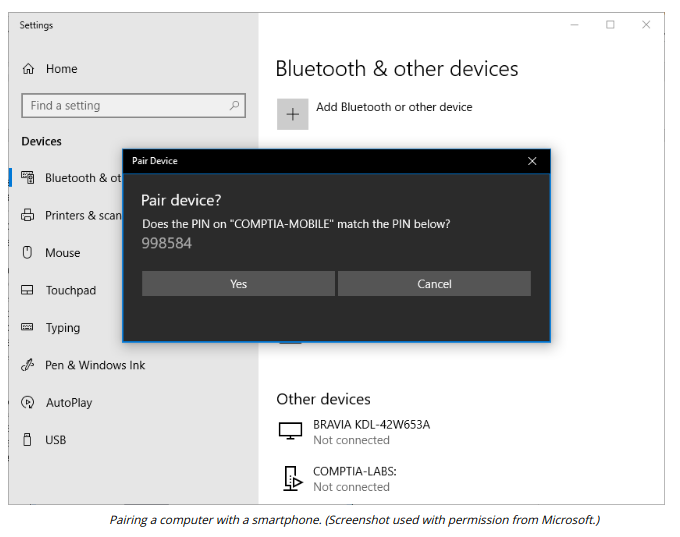 Settings
Home
Find a setting
Devices
Bluetooth & ot
Printers & scan
Mouse
Touchpad
Typing
Pen & Windows Ink
AutoPlay
USB
Bluetooth & other devices
Add Bluetooth or other device
Pair Device
Pair device?
Does the PIN on "COMPTIA-MOBILE" match the PIN below?
998584
Yes
Cancel
Other devices
BRAVIA KDL-42W653A
Not connected
COMPTIA-LABS:
Not connected
Pairing a computer with a smartphone. (Screenshot used with permission from Microsoft.)